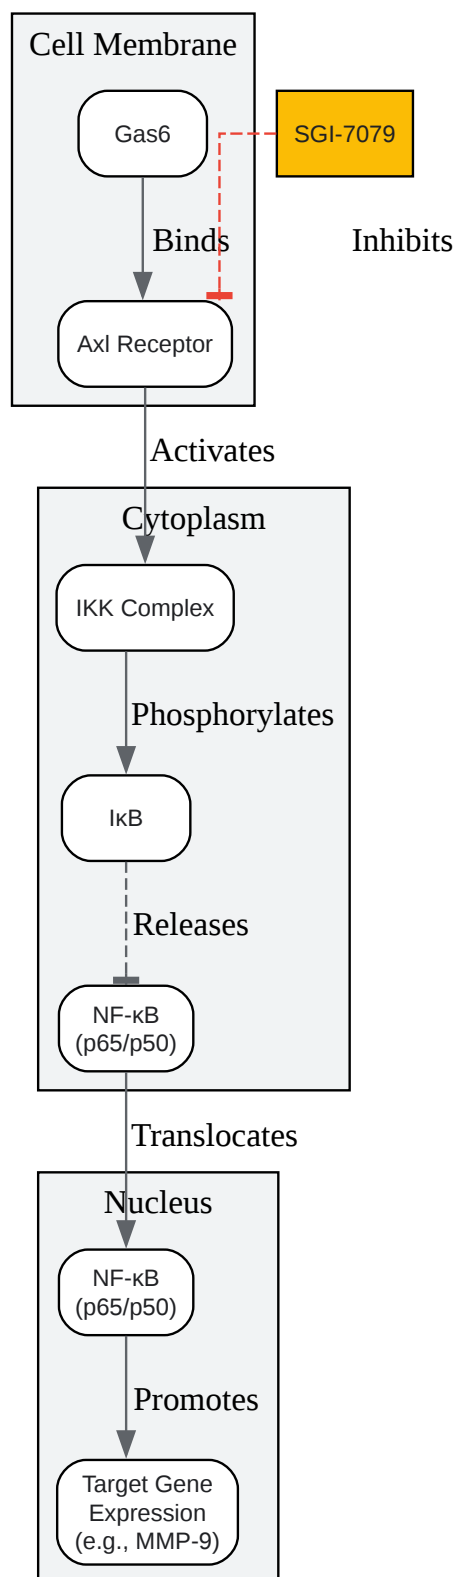 Cell Membrane
Gas6
SGI-7079
Binds
Inhibits
Axl Receptor
Activates
Cytoplasm
IKK Complex
Phosphorylates
IκB
Releases
NF-κB
(p65/p50)
Translocates
Nucleus
NF-κB
(p65/p50)
Promotes
Target Gene
Expression
(e.g., MMP-9)